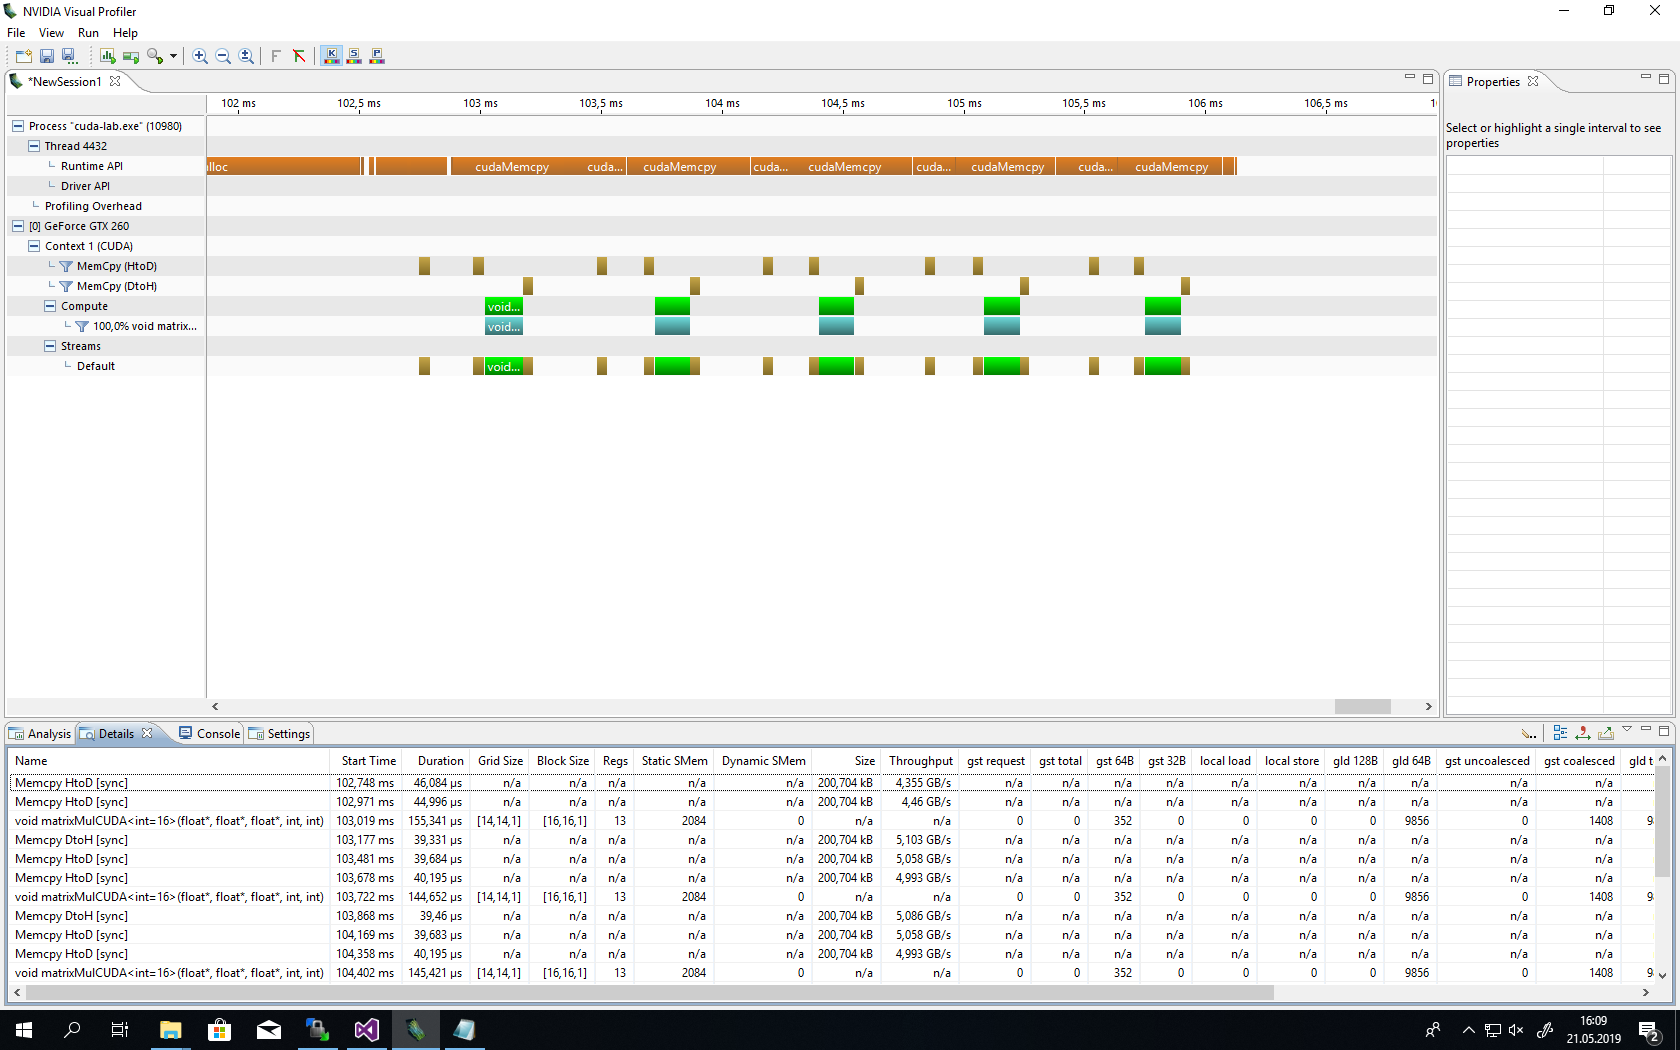 NVIDIA Visual Profiler
File View Run Help
*NewSession1
Properties
102 ms 102,5 ms 103 ms 103,5 ms 104 ms 104,5 ms 105 ms 105,5 ms 106 ms 106,5 ms
Process "cuda-lab.exe" (10980)
Thread 4432
Runtime API lloc cudaMemcpy cuda... cudaMemcpy cuda... cudaMemcpy cuda... cudaMemcpy cuda... cudaMemcpy
Driver API
Profiling Overhead
[0] GeForce GTX 260
Context 1 (CUDA)
MemCpy (HtoD)
MemCpy (DtoH)
Compute void...
100,0% void matrix... void...
Streams
Default void...
Select or highlight a single interval to see
properties
Analysis Details Console Settings
Name Start Time Duration Grid Size Block Size Regs Static SMem Dynamic SMem Size Throughput gst request gst total gst 64B gst 32B local load local store gld 128B gld 64B gst uncoalesced gst coalesced gld t
Memcpy HtoD [sync] 102,748 ms 46,084 µs n/a n/a n/a n/a n/a 200,704 kB 4,355 GB/s n/a n/a n/a n/a n/a n/a n/a n/a n/a n/a
Memcpy HtoD [sync] 102,971 ms 44,996 µs n/a n/a n/a n/a n/a 200,704 kB 4,46 GB/s n/a n/a n/a n/a n/a n/a n/a n/a n/a n/a
void matrixMulCUDA<int=16>(float*, float*, float*, int, int) 103,019 ms 155,341 µs [14,14,1] [16,16,1] 13 2084 0 n/a n/a 0 0 352 0 0 0 0 9856 0 1408
Memcpy DtoH [sync] 103,177 ms 39,331 µs n/a n/a n/a n/a n/a 200,704 kB 5,103 GB/s n/a n/a n/a n/a n/a n/a n/a n/a n/a n/a
Memcpy HtoD [sync] 103,481 ms 39,684 µs n/a n/a n/a n/a n/a 200,704 kB 5,058 GB/s n/a n/a n/a n/a n/a n/a n/a n/a n/a n/a
Memcpy HtoD [sync] 103,678 ms 40,195 µs n/a n/a n/a n/a n/a 200,704 kB 4,993 GB/s n/a n/a n/a n/a n/a n/a n/a n/a n/a n/a
void matrixMulCUDA<int=16>(float*, float*, float*, int, int) 103,722 ms 144,652 µs [14,14,1] [16,16,1] 13 2084 0 n/a n/a 0 0 352 0 0 0 0 9856 0 1408
Memcpy DtoH [sync] 103,868 ms 39,46 µs n/a n/a n/a n/a n/a 200,704 kB 5,086 GB/s n/a n/a n/a n/a n/a n/a n/a n/a n/a n/a
Memcpy HtoD [sync] 104,169 ms 39,683 µs n/a n/a n/a n/a n/a 200,704 kB 5,058 GB/s n/a n/a n/a n/a n/a n/a n/a n/a n/a n/a
Memcpy HtoD [sync] 104,358 ms 40,195 µs n/a n/a n/a n/a n/a 200,704 kB 4,993 GB/s n/a n/a n/a n/a n/a n/a n/a n/a n/a n/a
void matrixMulCUDA<int=16>(float*, float*, float*, int, int) 104,402 ms 145,421 µs [14,14,1] [16,16,1] 13 2084 0 n/a n/a 0 0 352 0 0 0 0 9856 0 1408
16:09
21.05.2019
2